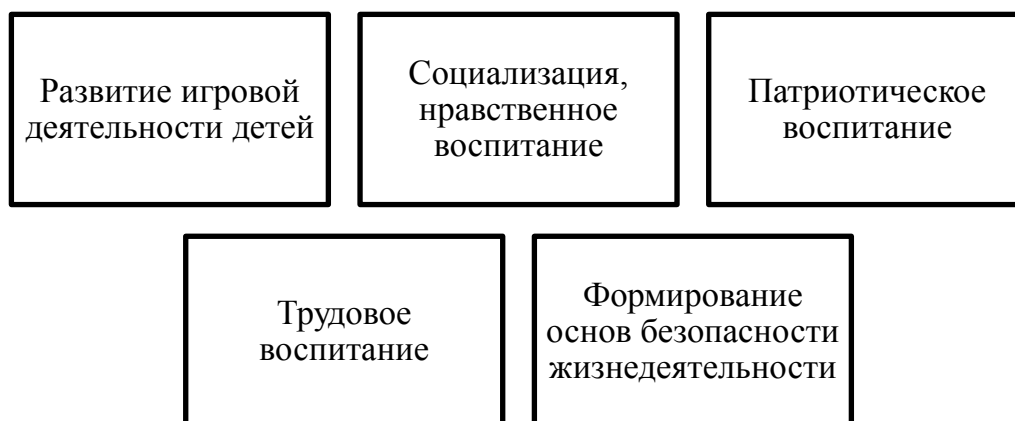 Развитие игровой
деятельности детей
Социализация,
нравственное
воспитание
Патриотическое
воспитание
Трудовое
воспитание
Формирование
основ безопасности
жизнедеятельности